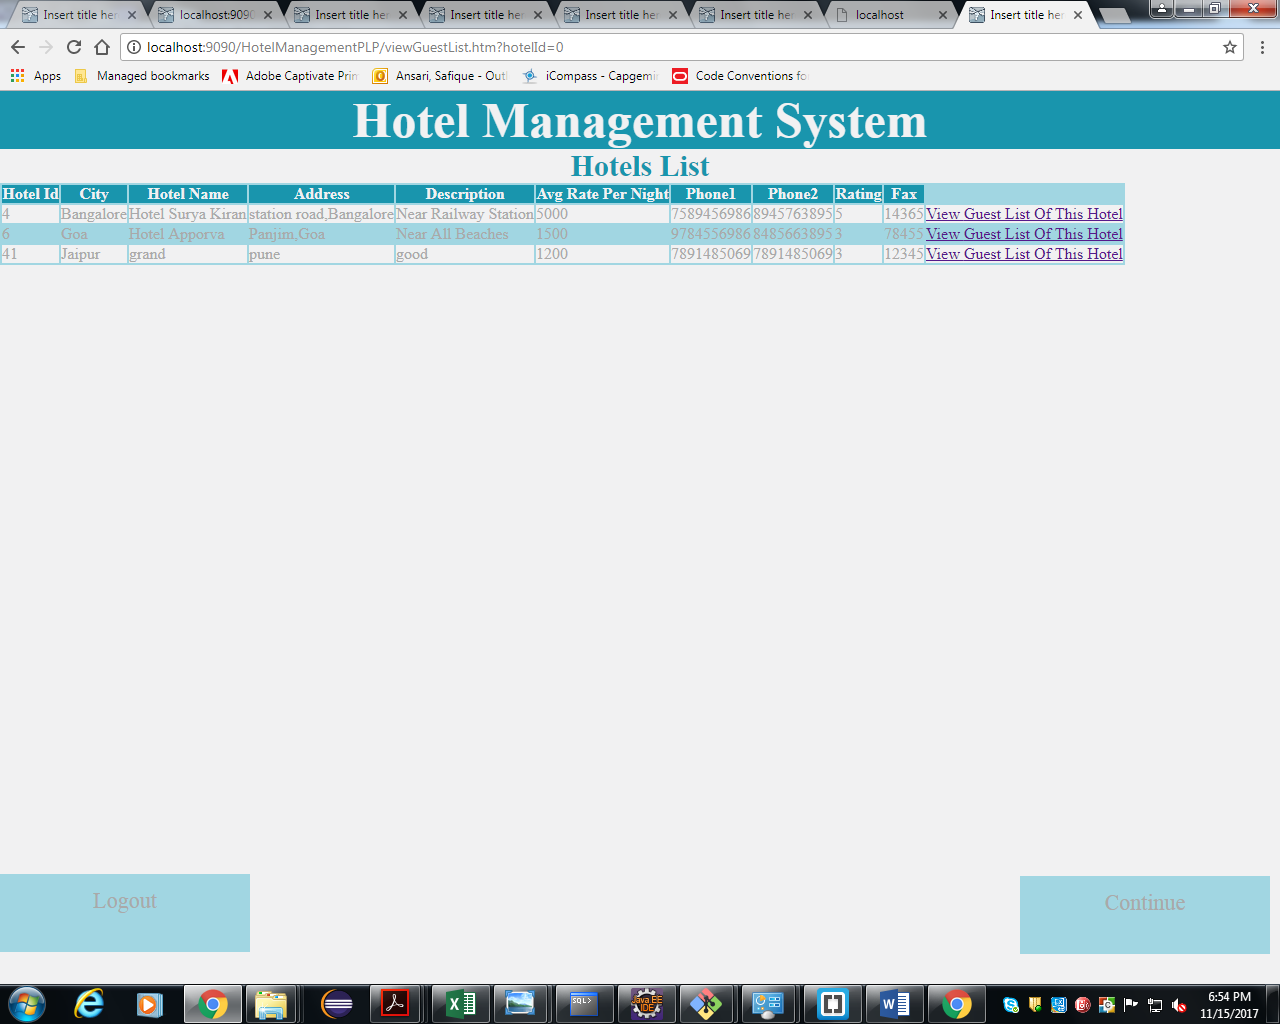 Insert title her
localhost:9090
Insert title her
Insert title her
Insert title her
Insert title her
localhost
Insert title her
localhost:9090/HotelManagementPLP/viewGuestList.htm?hotelId=0
Apps Managed bookmarks Adobe Captivate Prim Ansari, Safique - Outl iCompass - Capgemi Code Conventions fo
Hotel Management System
Hotels List
Hotel Id City Hotel Name Address Description Avg Rate Per Night Phone1 Phone2 Rating Fax
4 Bangalore Hotel Surya Kiran station road,Bangalore Near Railway Station 5000 7589456986 8945763895 5 14365 View Guest List Of This Hotel
6 Goa Hotel Apporva Panjim,Goa Near All Beaches 1500 9784556986 8485663895 3 78455 View Guest List Of This Hotel
41 Jaipur grand pune good 1200 7891485069 7891485069 3 12345 View Guest List Of This Hotel
Logout
Continue
SQL>
Java EE
IDE
6:54 PM
11/15/2017